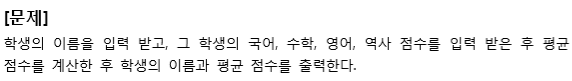 [문제]
학생의 이름을 입력 받고, 그 학생의 국어, 수학, 영어, 역사 점수를 입력 받은 후 평균
점수를 계산한 후 학생의 이름과 평균 점수를 출력한다.